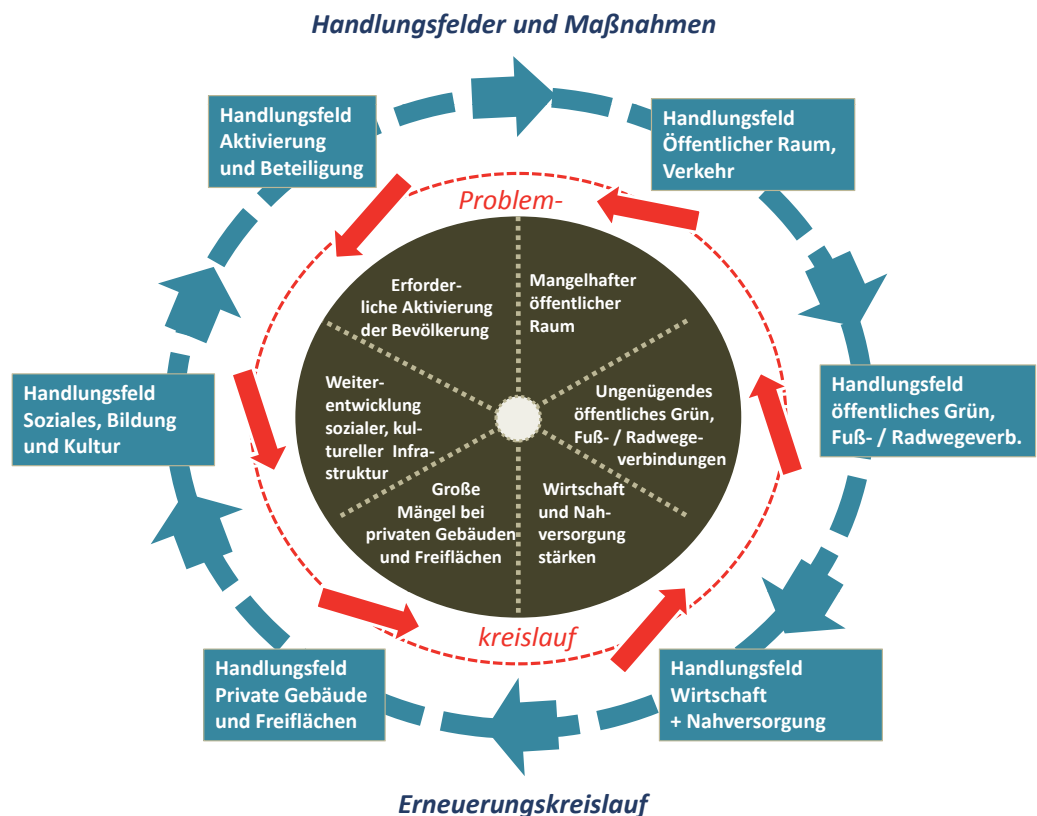 Handlungsfelder und Maßnahmen
Handlungsfeld
Aktivierung
und Beteiligung
Handlungsfeld
Öffentlicher Raum,
Verkehr
Problem-
Erforder-
liche Aktivierung
der Bevölkerung
Mangelhafter
öffentlicher
Raum
Handlungsfeld
Soziales, Bildung
und Kultur
Weiter-
entwicklung
sozialer, kul-
tureller Infra-
struktur
Ungenügendes
öffentliches Grün,
Fuß- / Radwege-
verbindungen
Handlungsfeld
öffentliches Grün,
Fuß- / Radwegeverb.
Große
Mängel bei
privaten Gebäuden
und Freiflächen
Wirtschaft
und Nah-
versorgung
stärken
kreislauf
Handlungsfeld
Private Gebäude
und Freiflächen
Handlungsfeld
Wirtschaft
+ Nahversorgung
Erneuerungskreislauf